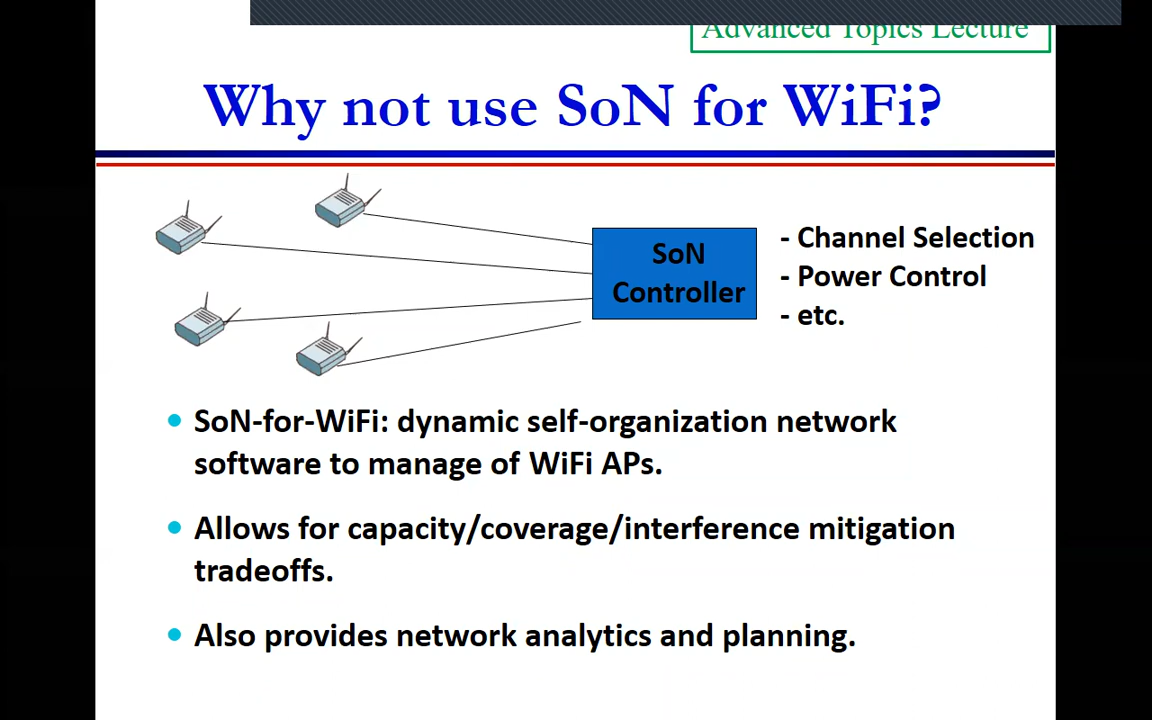 Advanced Topics Lecture
Why not use SoN for WiFi?
SoN
Controller
- Channel Selection
- Power Control
- etc.
SoN-for-WiFi: dynamic self-organization network
software to manage of WiFi APs.
Allows for capacity/coverage/interference mitigation
tradeoffs.
Also provides network analytics and planning.